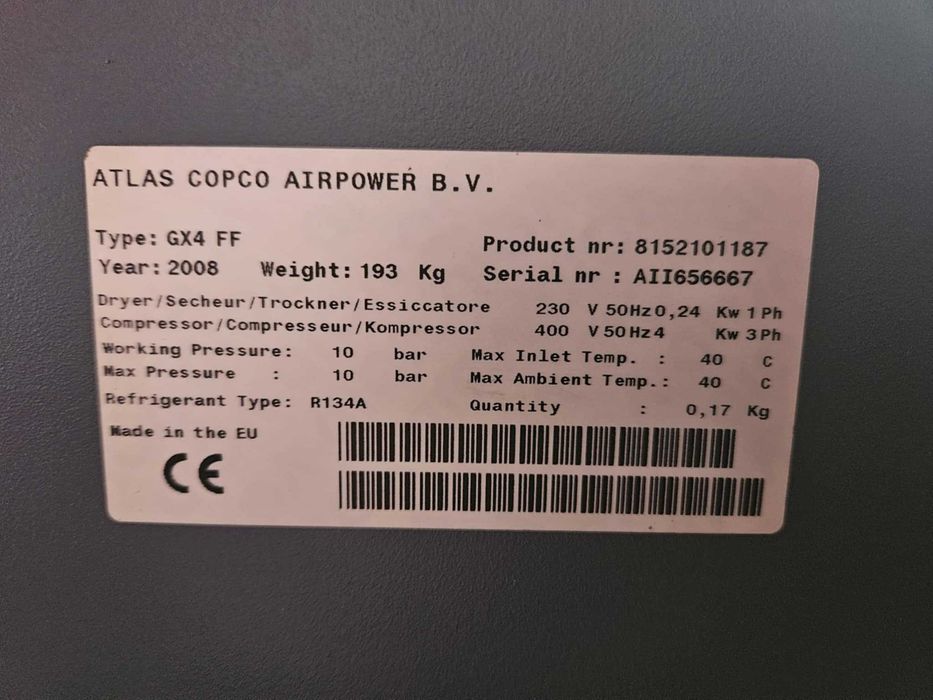 ATLAS COPCO AIRPOWER B.V.
Type: GX4 FF
Product nr: 8152101187
Year: 2008 Weight: 193 Kg Serial nr : AII656667
Dryer/Secheur/Trockner/Essiccatore 230 V 50Hz 0,24 Kw 1 Ph
Compressor/Compresseur/Kompressor 400 V 50Hz 4 Kw 3 Ph
Working Pressure: 10 bar Max Inlet Temp. : 40 C
Max Pressure : 10 bar Max Ambient Temp.: 40 C
Refrigerant Type: R134A Quantity : 0,17 Kg
Made in the EU
CE